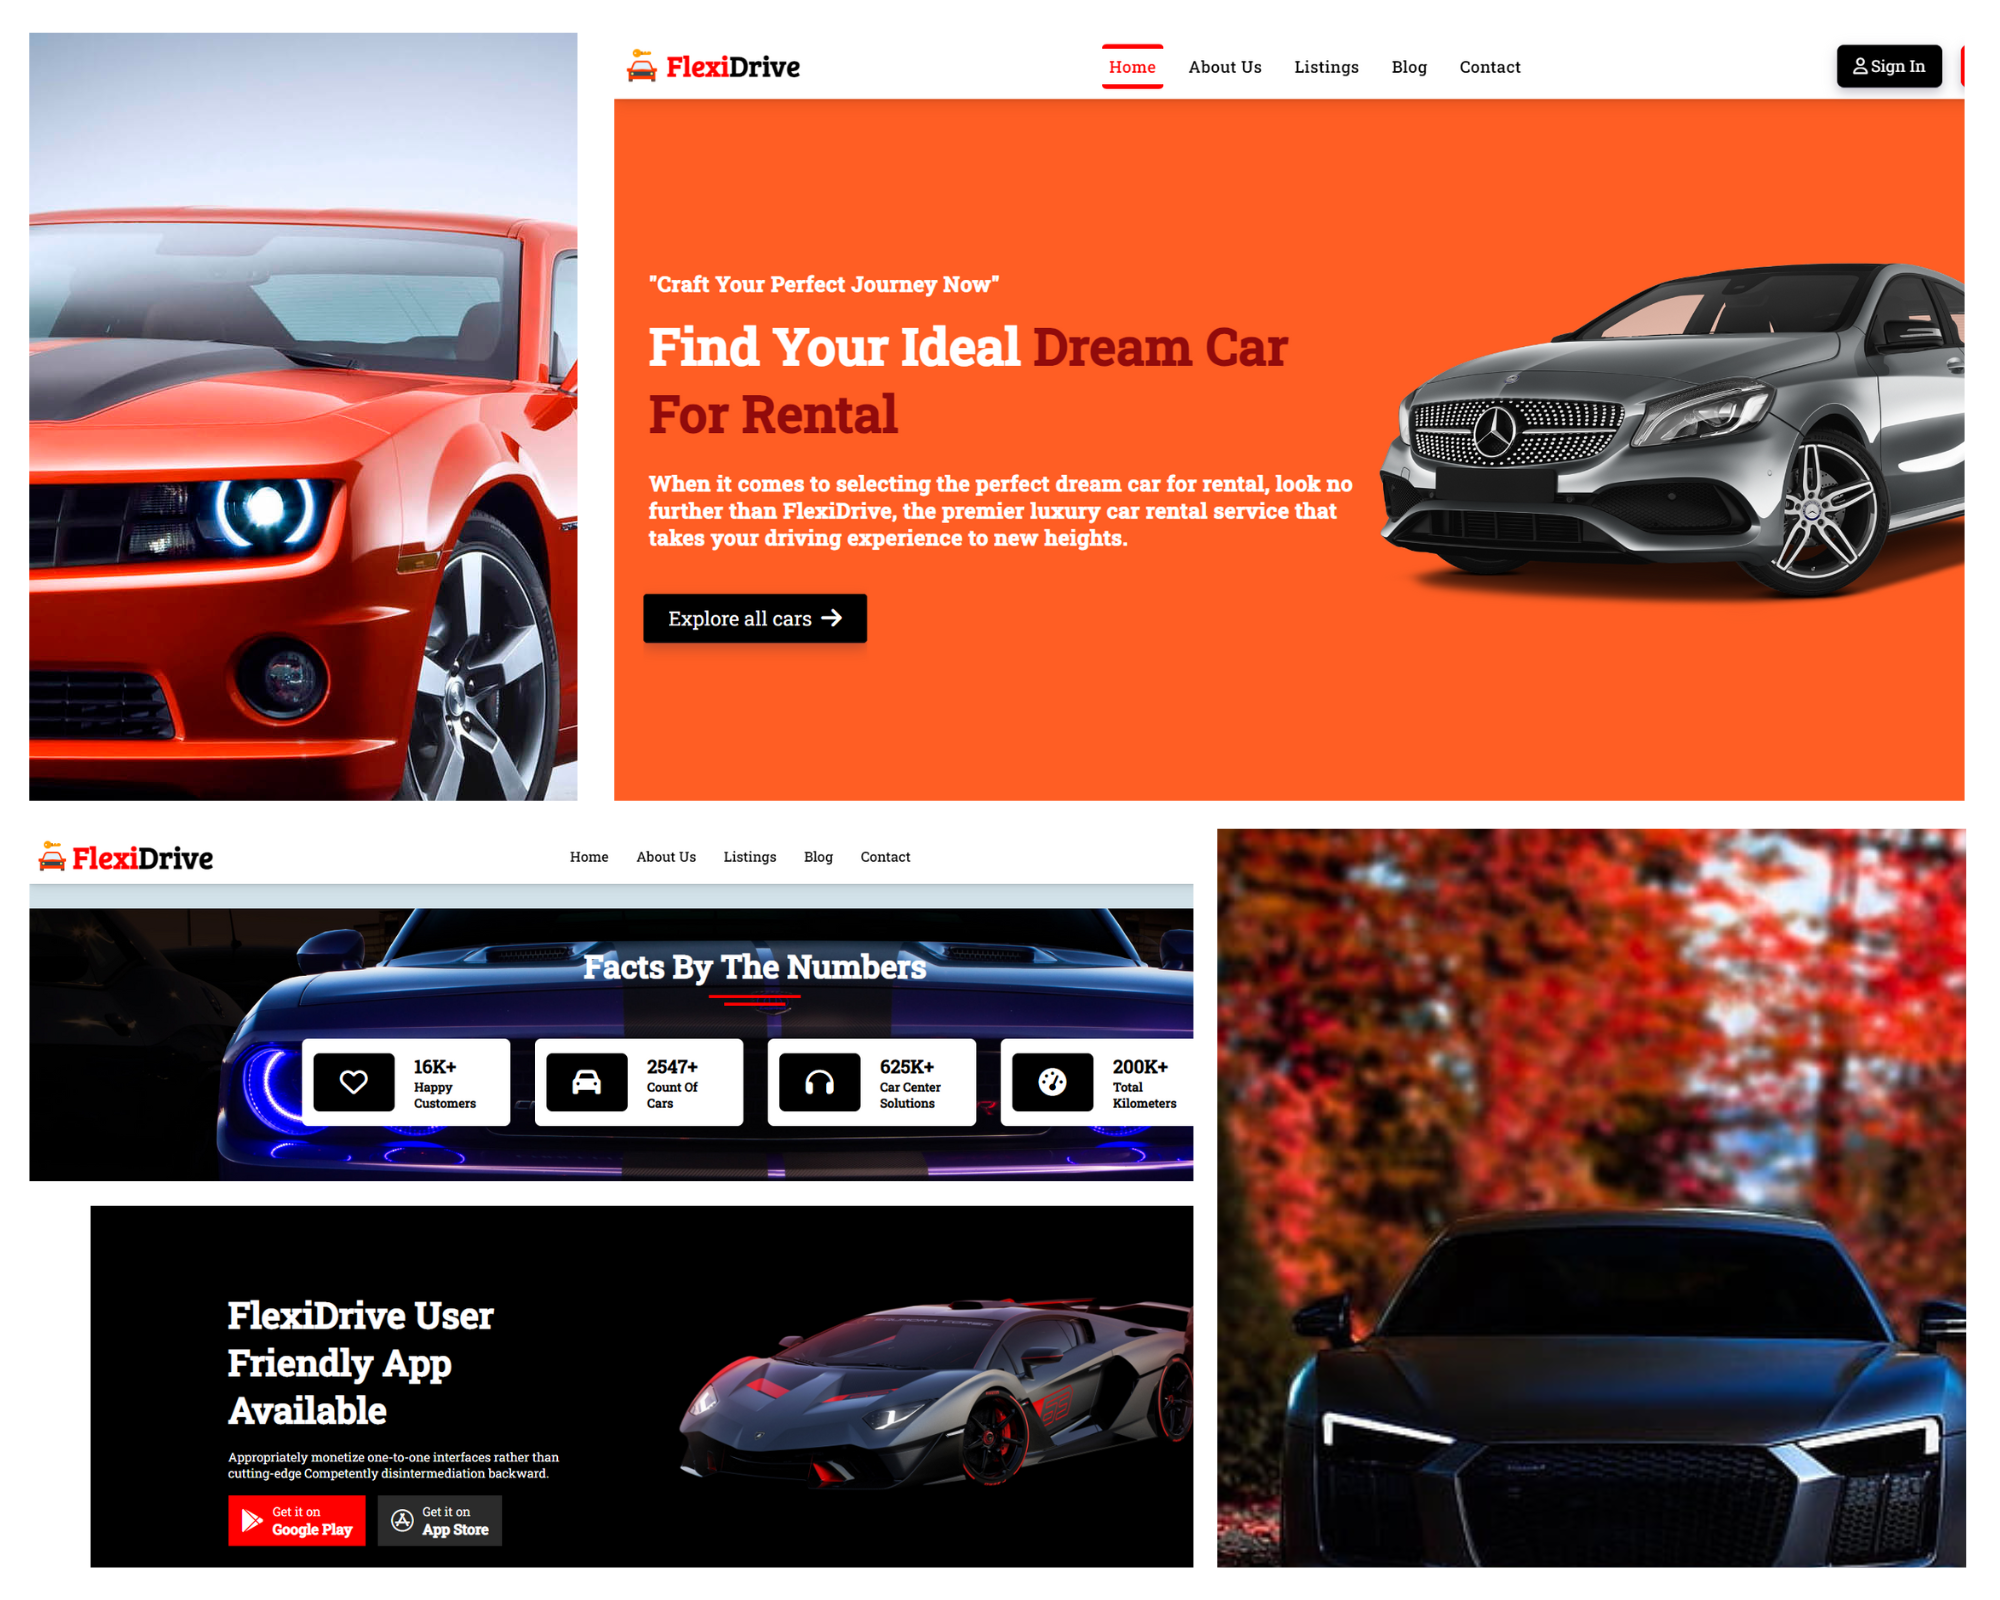 FlexiDrive
Home About Us Listings Blog Contact
Sign In
"Craft Your Perfect Journey Now"
Find Your Ideal Dream Car
For Rental
When it comes to selecting the perfect dream car for rental, look no
further than FlexiDrive, the premier luxury car rental service that
takes your driving experience to new heights.
Explore all cars
FlexiDrive
Home About Us Listings Blog Contact
Facts By The Numbers
16K+
Happy
Customers
2547+
Count Of
Cars
625K+
Car Center
Solutions
200K+
Total
Kilometers
FlexiDrive User
Friendly App
Available
Appropriately monetize one-to-one interfaces rather than
cutting-edge Competently disintermediation backward.
Get it on
Google Play
Get it on
App Store
63